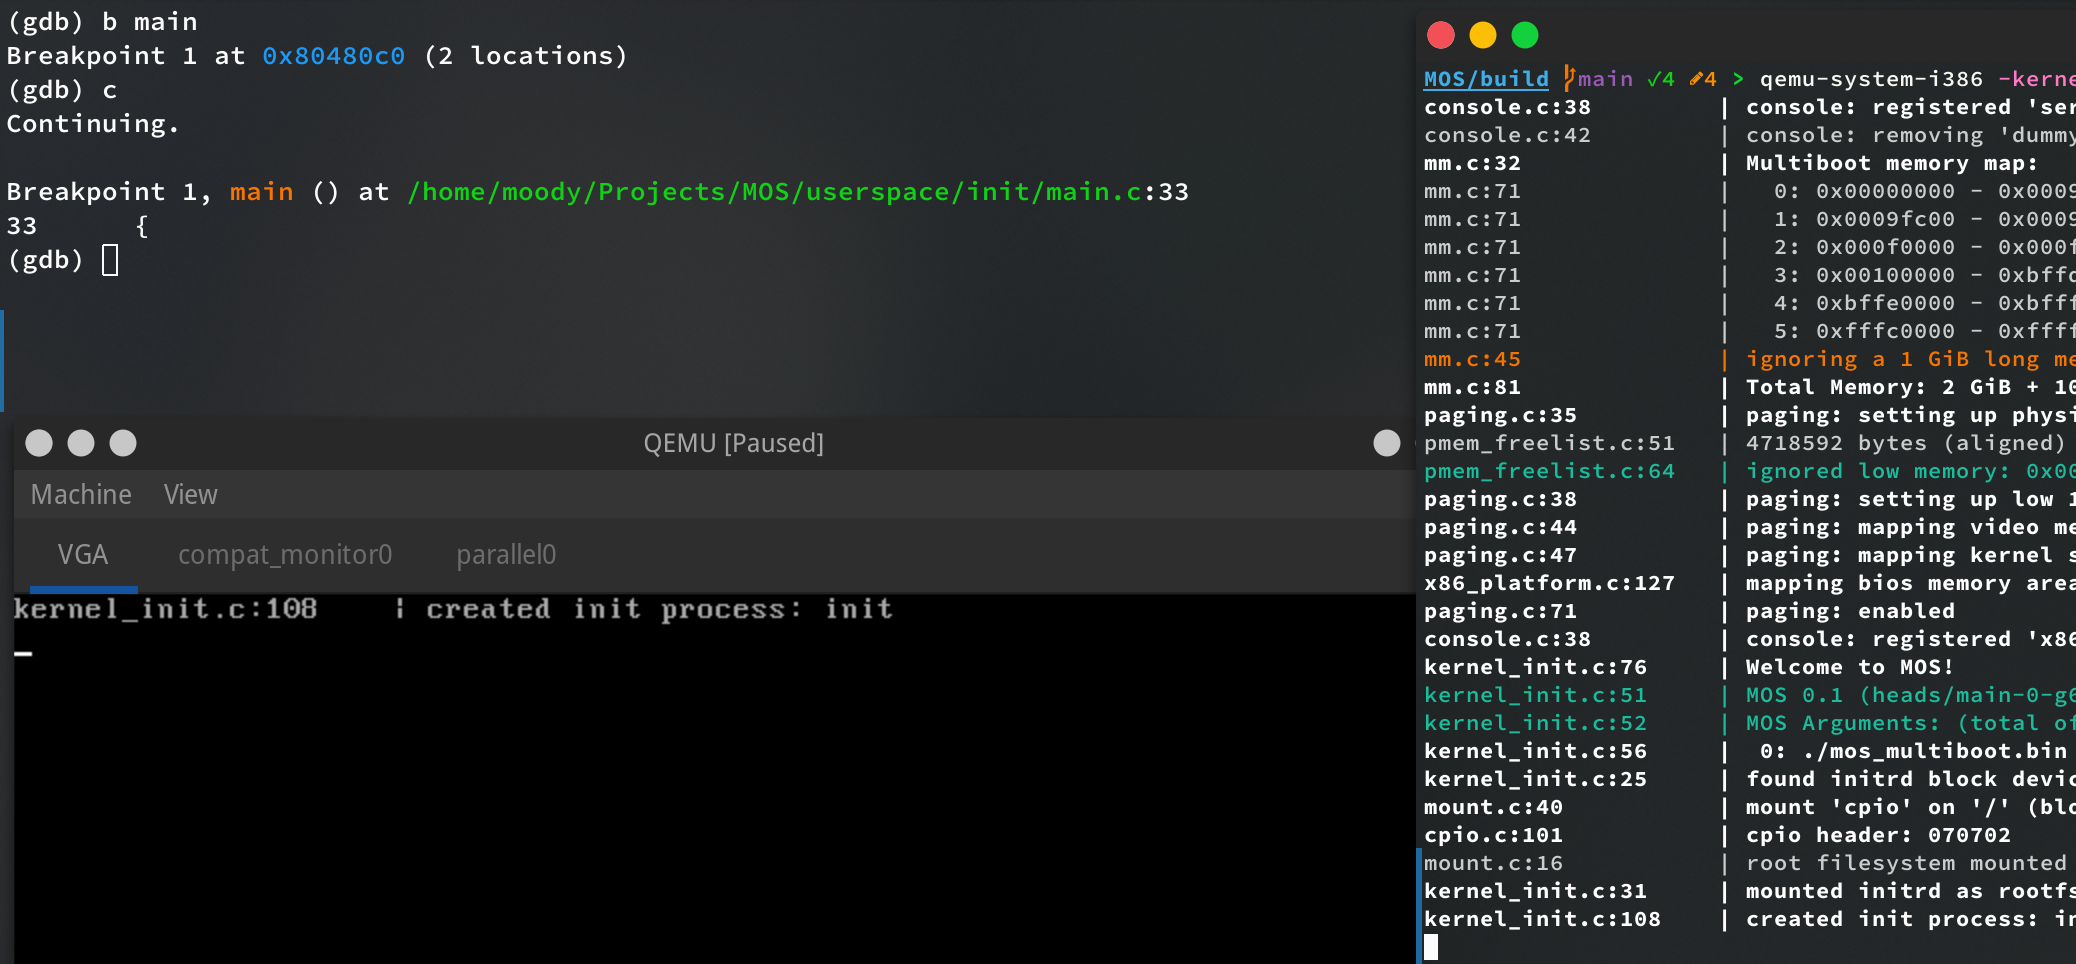 (gdb) b main
Breakpoint 1 at 0x80480c0 (2 locations)
(gdb) c
Continuing.
Breakpoint 1, main () at /home/moody/Projects/MOS/userspace/init/main.c:33
33 {
(gdb)
QEMU [Paused]
Machine View
VGA compat_monitor0 parallel0
kernel_init.c:108 | created init process: init
MOS/build main ✓4 4 > qemu-system-i386 -kerne
console.c:38 | console: registered 'ser
console.c:42 | console: removing 'dummy
mm.c:32 | Multiboot memory map:
mm.c:71 | 0: 0x00000000 - 0x0009
mm.c:71 | 1: 0x0009fc00 - 0x0009
mm.c:71 | 2: 0x000f0000 - 0x000f
mm.c:71 | 3: 0x00100000 - 0xbffd
mm.c:71 | 4: 0xbffe0000 - 0xbfff
mm.c:71 | 5: 0xfffc0000 - 0xffff
mm.c:45 | ignoring a 1 GiB long me
mm.c:81 | Total Memory: 2 GiB + 10
paging.c:35 | paging: setting up physi
pmem_freelist.c:51 | 4718592 bytes (aligned)
pmem_freelist.c:64 | ignored low memory: 0x00
paging.c:38 | paging: setting up low 1
paging.c:44 | paging: mapping video me
paging.c:47 | paging: mapping kernel s
x86_platform.c:127 | mapping bios memory area
paging.c:71 | paging: enabled
console.c:38 | console: registered 'x86
kernel_init.c:76 | Welcome to MOS!
kernel_init.c:51 | MOS 0.1 (heads/main-0-g6
kernel_init.c:52 | MOS Arguments: (total of
kernel_init.c:56 | 0: ./mos_multiboot.bin
kernel_init.c:25 | found initrd block devic
mount.c:40 | mount 'cpio' on '/' (blo
cpio.c:101 | cpio header: 070702
mount.c:16 | root filesystem mounted
kernel_init.c:31 | mounted initrd as rootfs
kernel_init.c:108 | created init process: in